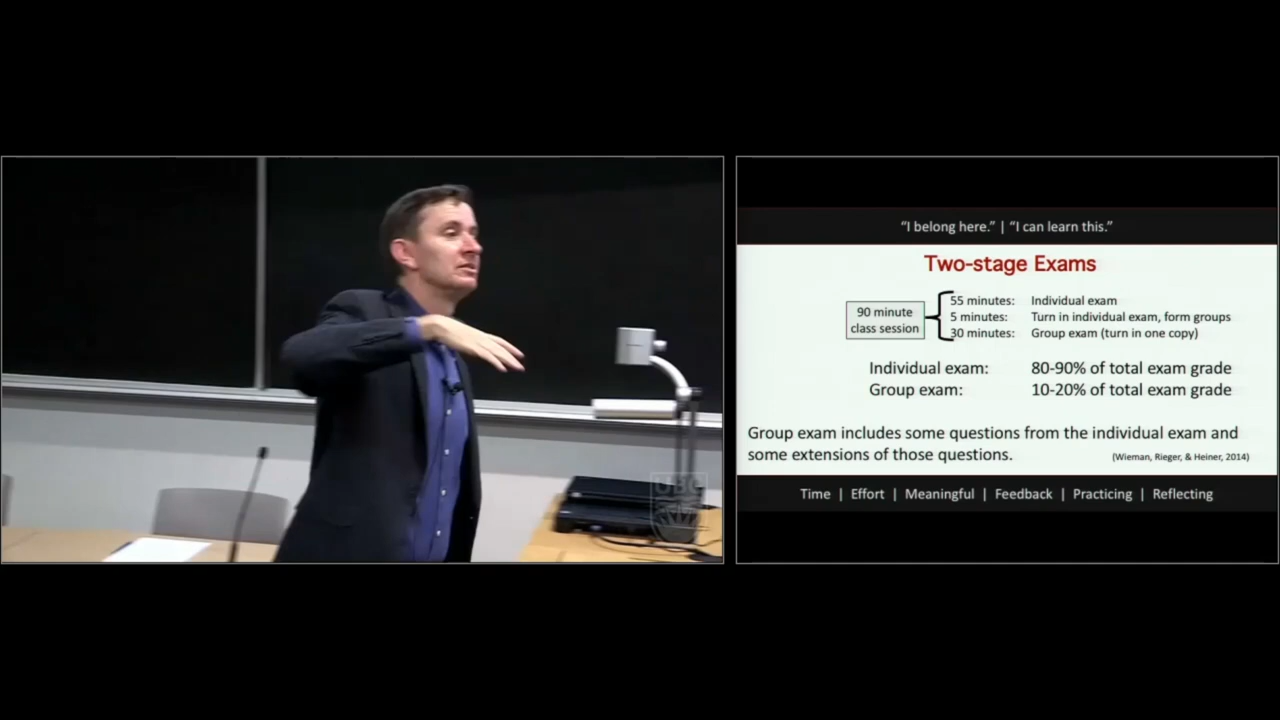 “I belong here.” | “I can learn this.”
Two-stage Exams
90 minute
class session
55 minutes: Individual exam
5 minutes: Turn in individual exam, form groups
30 minutes: Group exam (turn in one copy)
Individual exam: 80-90% of total exam grade
Group exam: 10-20% of total exam grade
Group exam includes some questions from the individual exam and
some extensions of those questions. (Wieman, Rieger, & Heiner, 2014)
Time | Effort | Meaningful | Feedback | Practicing | Reflecting
UBC